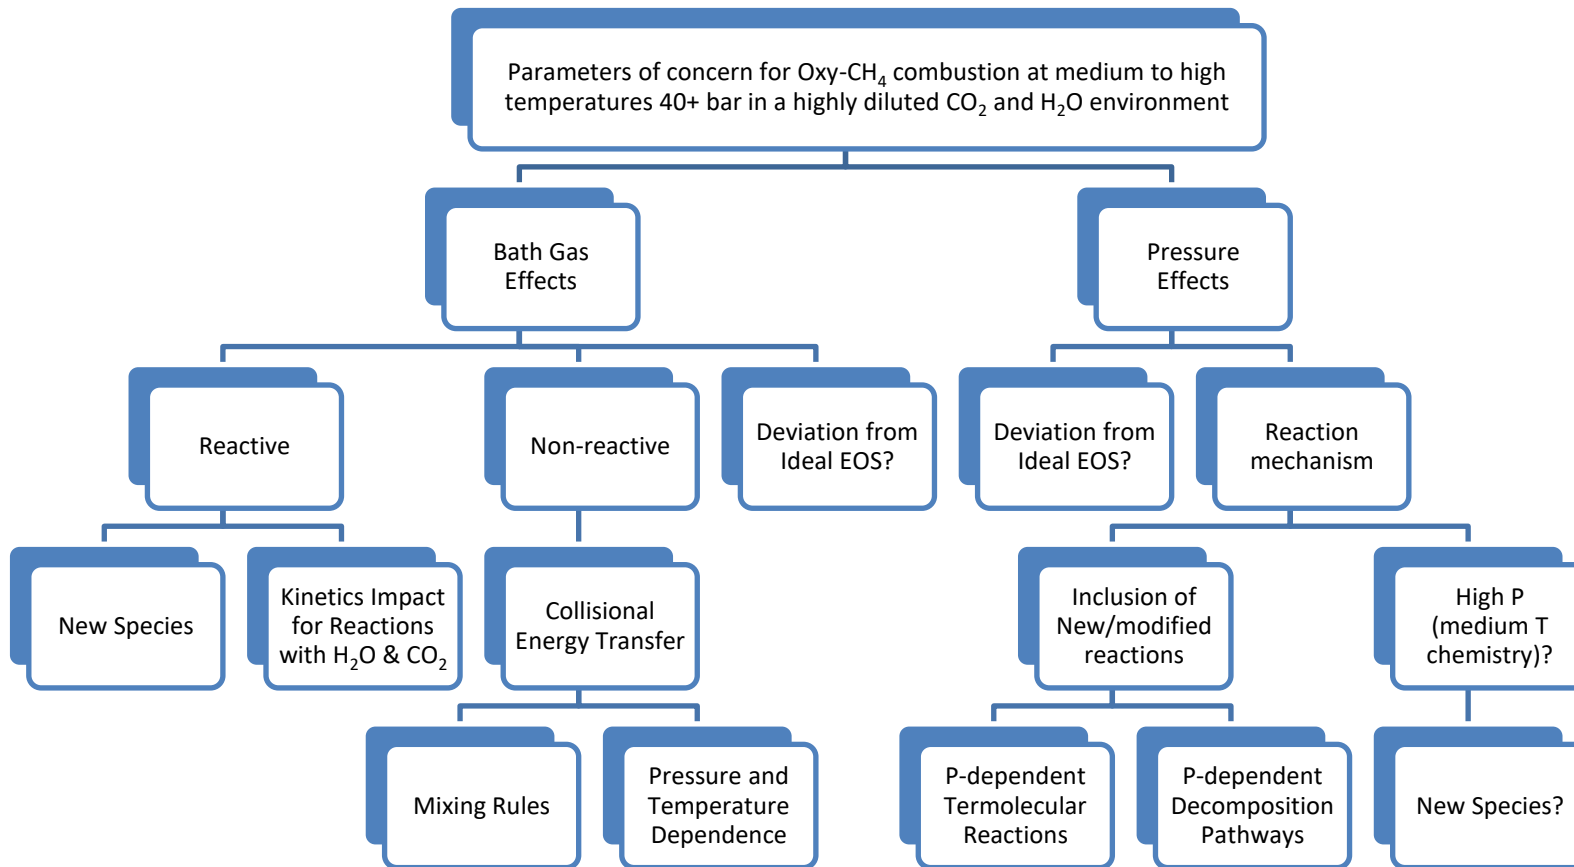 Parameters of concern for Oxy-CH₄ combustion at medium to high
temperatures 40+ bar in a highly diluted CO₂ and H₂O environment
Bath Gas
Effects
Pressure
Effects
Reactive
Non-reactive
Deviation from
Ideal EOS?
Deviation from
Ideal EOS?
Reaction
mechanism
New Species
Kinetics Impact
for Reactions
with H₂O & CO₂
Collisional
Energy Transfer
Inclusion of
New/modified
reactions
High P
(medium T
chemistry)?
Mixing Rules
Pressure and
Temperature
Dependence
P-dependent
Termolecular
Reactions
P-dependent
Decomposition
Pathways
New Species?